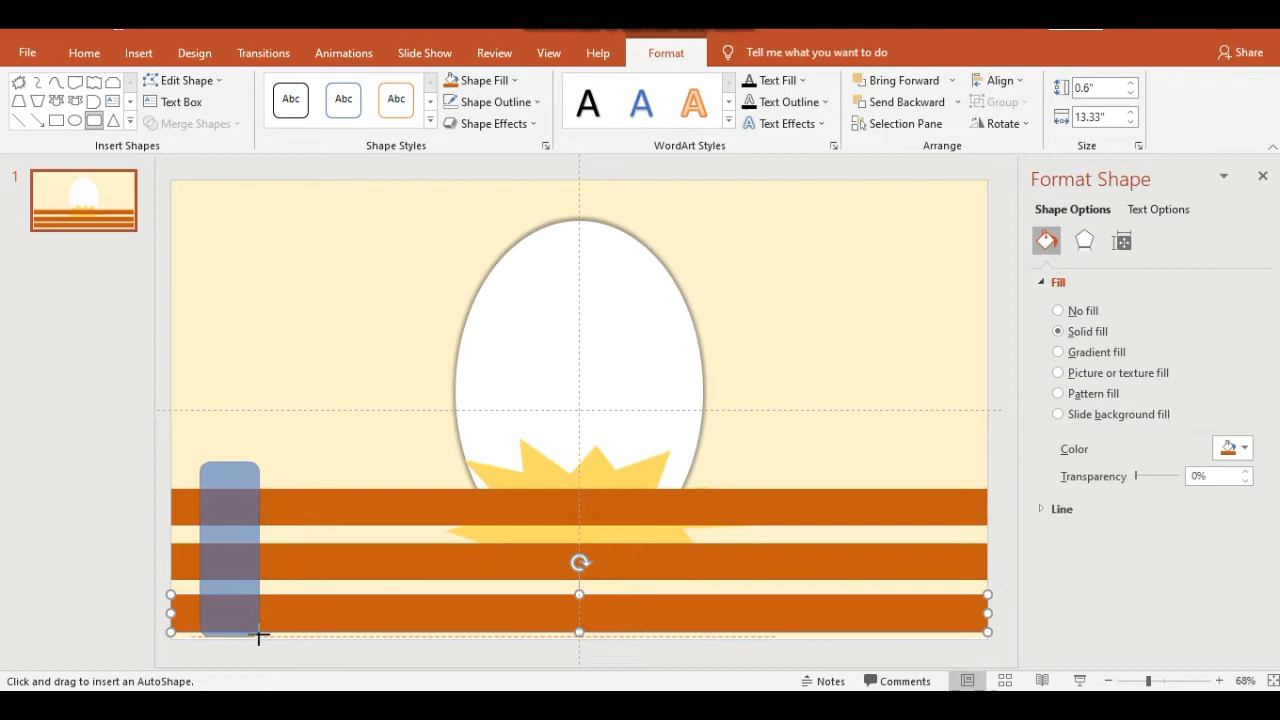 File Home Insert Design Transitions Animations Slide Show Review View Help Format Tell me what you want to do Share
Edit Shape Text Box Merge Shapes
Insert Shapes
Abc Abc Abc
Shape Fill Shape Outline Shape Effects
Shape Styles
A A A
Text Fill Text Outline Text Effects
WordArt Styles
Bring Forward Send Backward Selection Pane
Align Group Rotate
Arrange
0.6"
13.33"
Size
1
Format Shape
Shape Options Text Options
Fill
No fill
Solid fill
Gradient fill
Picture or texture fill
Pattern fill
Slide background fill
Color
Transparency 0%
Line
Click and drag to insert an AutoShape. Notes Comments 68%